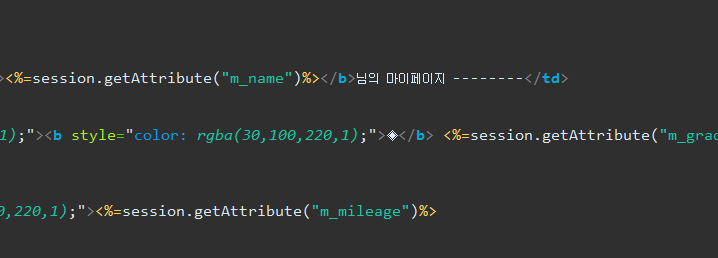 ><%=session.getAttribute("m_name")%></b>님의 마이페이지 --------</td>
1);"><b style="color: rgba(30,100,220,1);">◈</b> <%=session.getAttribute("m_grad
0,220,1);"><%=session.getAttribute("m_mileage")%>